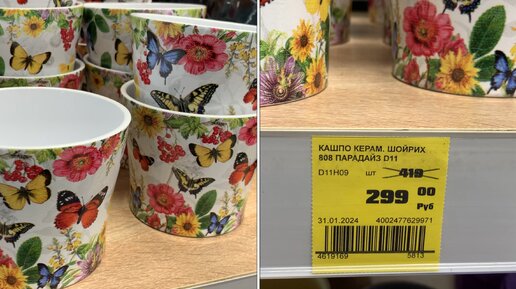 КАШПО КЕРАМ. ШОЙРИХ
808 ПАРАДАЙЗ D11
D11H09 шт 419
299 00
Руб
31.01.2024 4002477629971
4619169 5813